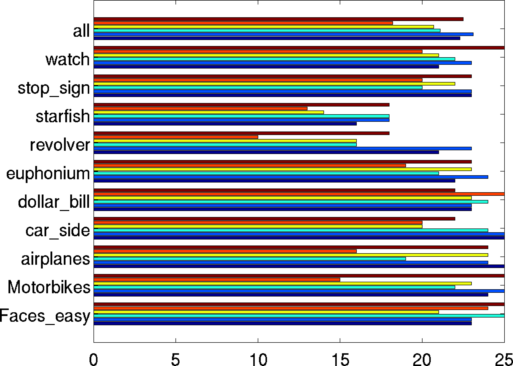 all
watch
stop_sign
starfish
revolver
euphonium
dollar_bill
car_side
airplanes
Motorbikes
Faces_easy
0 5 10 15 20 25